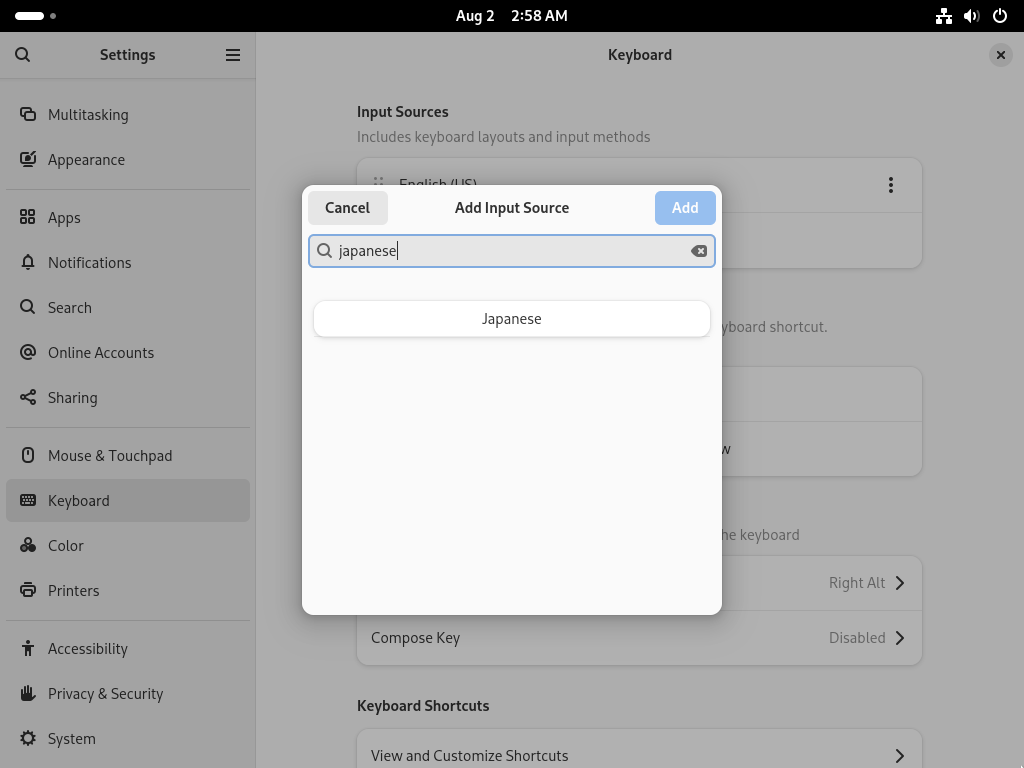 Aug 2 2:58 AM
Settings
Keyboard
Multitasking
Appearance
Apps
Notifications
Search
Online Accounts
Sharing
Mouse & Touchpad
Keyboard
Color
Printers
Accessibility
Privacy & Security
System
Input Sources
Includes keyboard layouts and input methods
English (US)
Cancel
Add Input Source
Add
japanese
Japanese
yboard shortcut.
he keyboard
Right Alt
Compose Key
Disabled
Keyboard Shortcuts
View and Customize Shortcuts